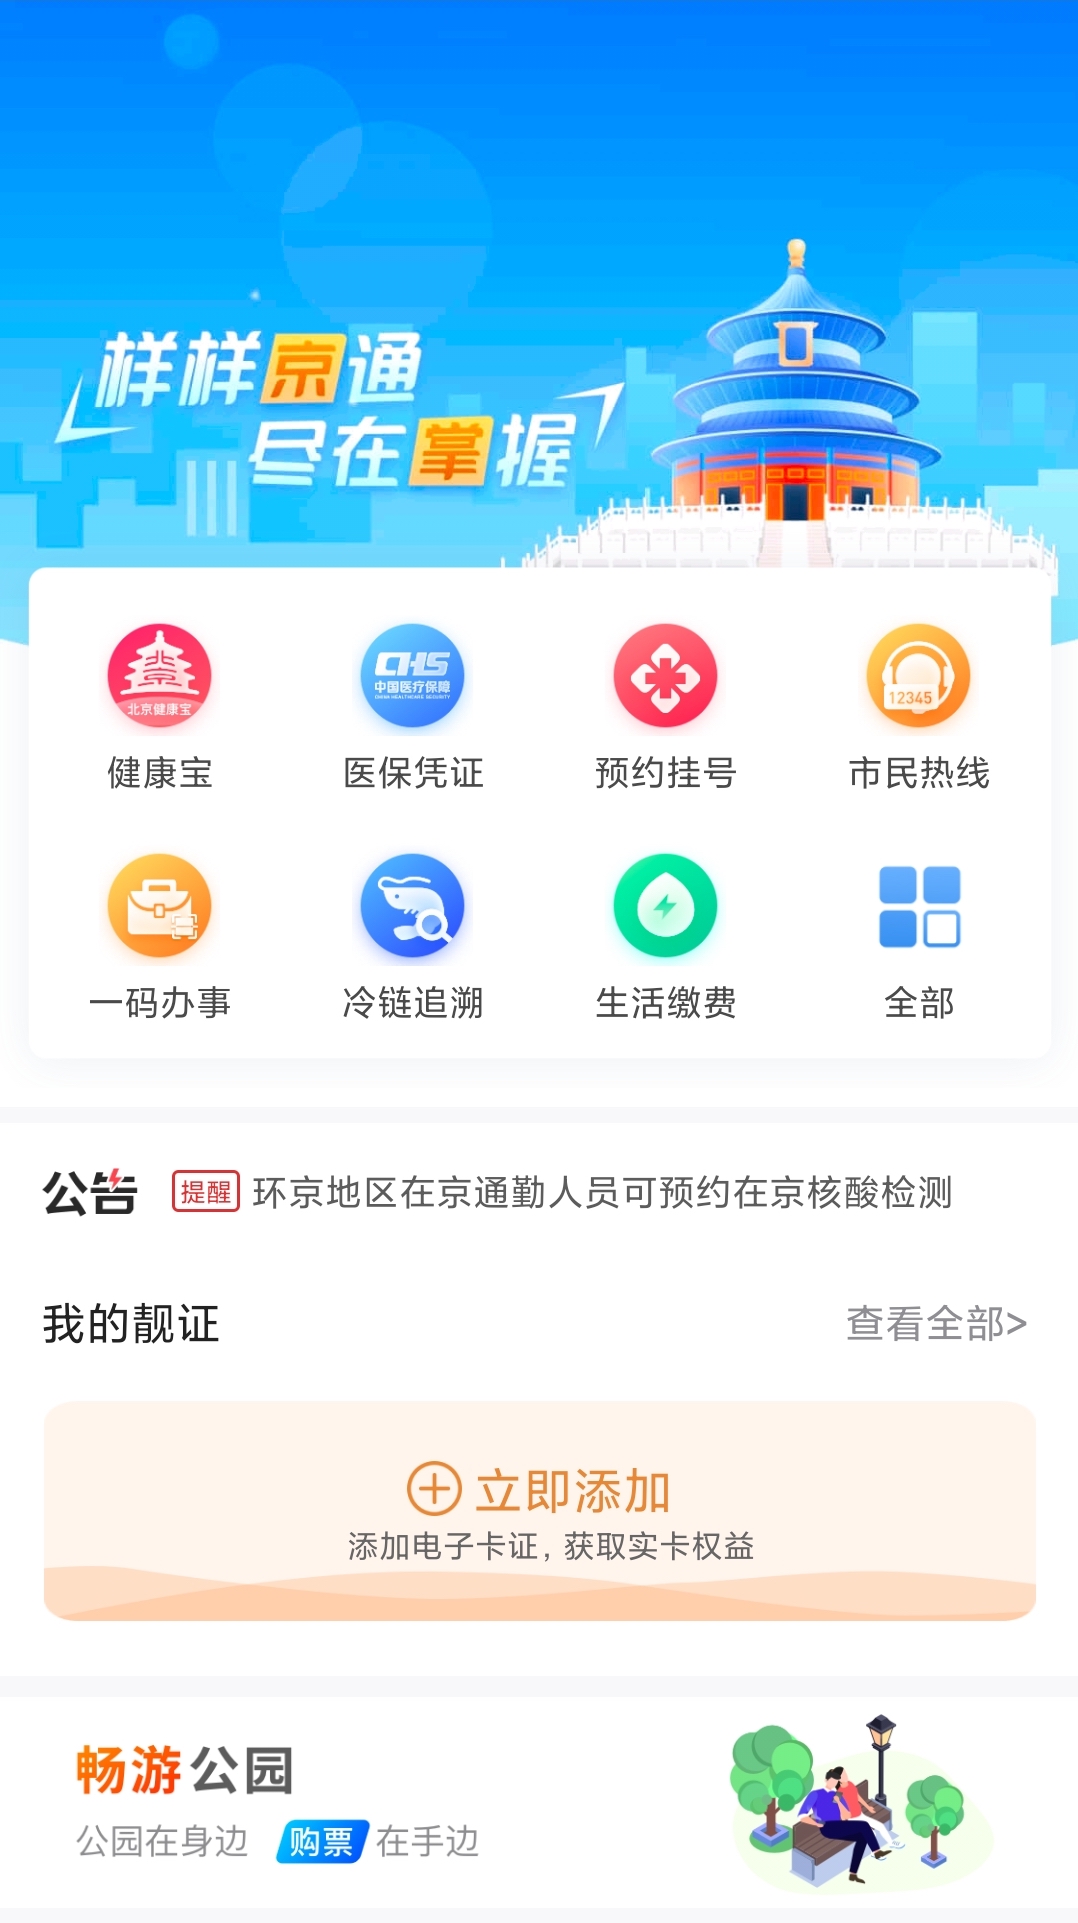 样样京通
尽在掌握
北京健康宝
CHS
中国医疗保障
CHINA HEALTHCARE SECURITY
12345
健康宝
医保凭证
预约挂号
市民热线
一码办事
冷链追溯
生活缴费
全部
公告 提醒 环京地区在京通勤人员可预约在京核酸检测
我的靓证 查看全部>
立即添加
添加电子卡证, 获取实卡权益
畅游公园
公园在身边 购票 在手边